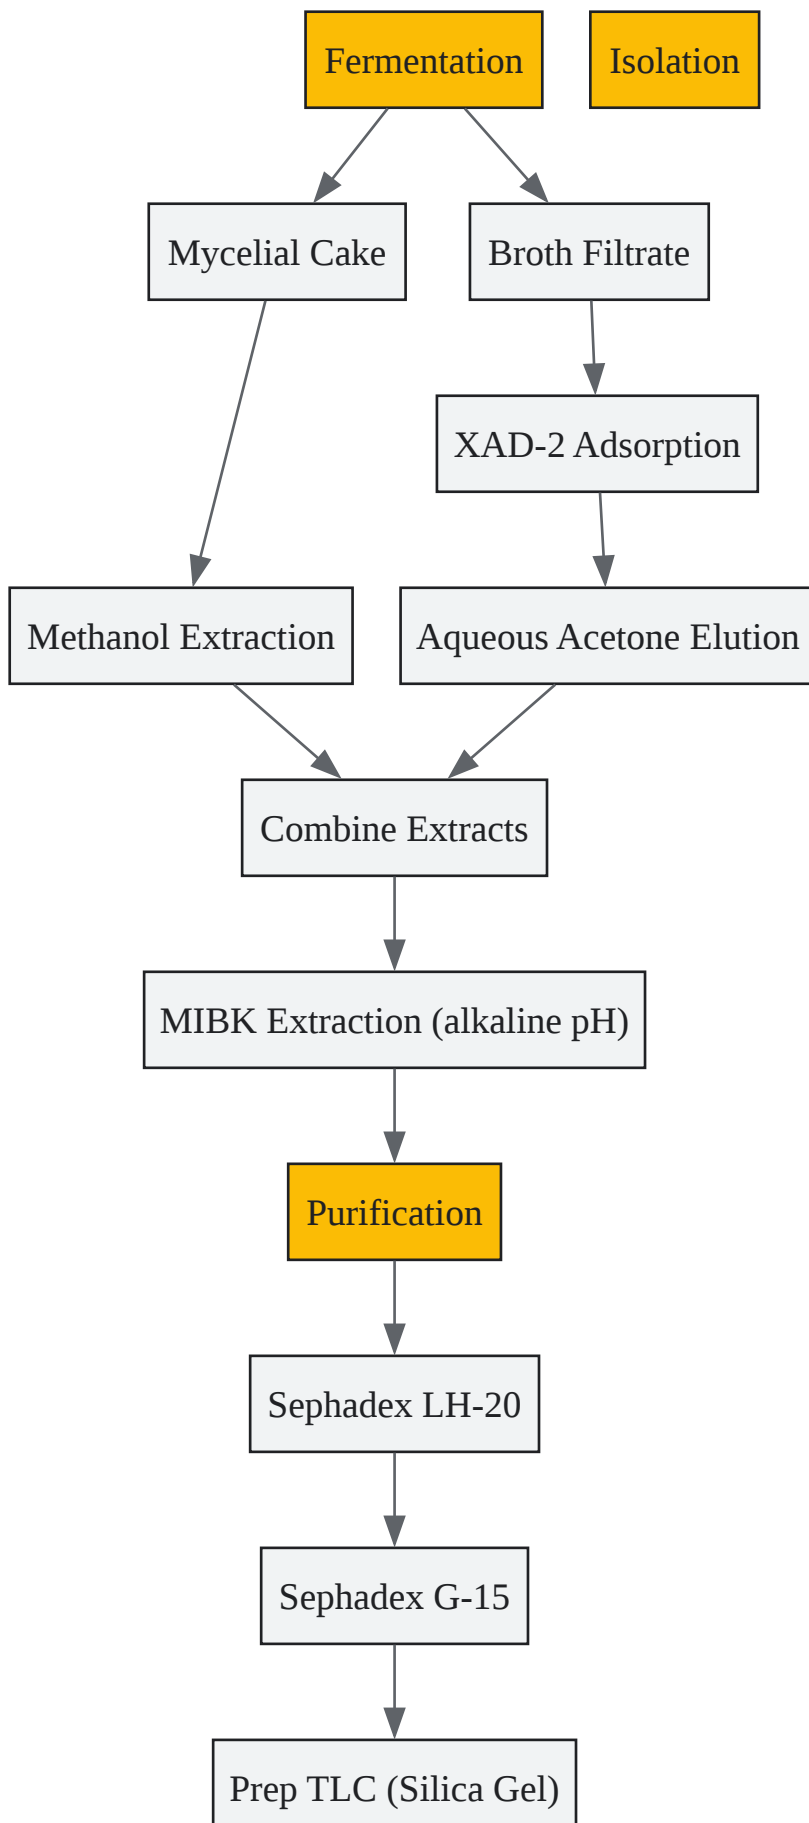 Fermentation
Isolation
Mycelial Cake
Broth Filtrate
XAD-2 Adsorption
Methanol Extraction
Aqueous Acetone Elution
Combine Extracts
MIBK Extraction (alkaline pH)
Purification
Sephadex LH-20
Sephadex G-15
Prep TLC (Silica Gel)